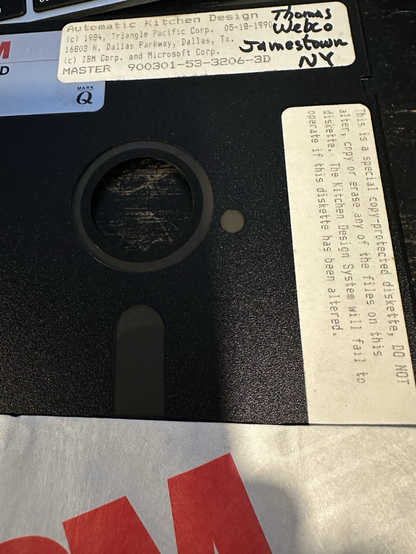 Automatic Kitchen Design
(c) 1984, Triangle Pacific Corp. 05-18-1990
16803 N. Dallas Parkway, Dallas, Tx.
(c) IBM Corp. and Microsoft Corp.
MASTER 900301-53-3206-3D
Thomas
Webco
Jamestown
NY
M
D
MARK
Q
This is a special copy-protected diskette, DO NOT
alter, copy or erase any of the files on this
diskette. The Kitchen Design System will fail to
operate if this diskette has been altered.
3M